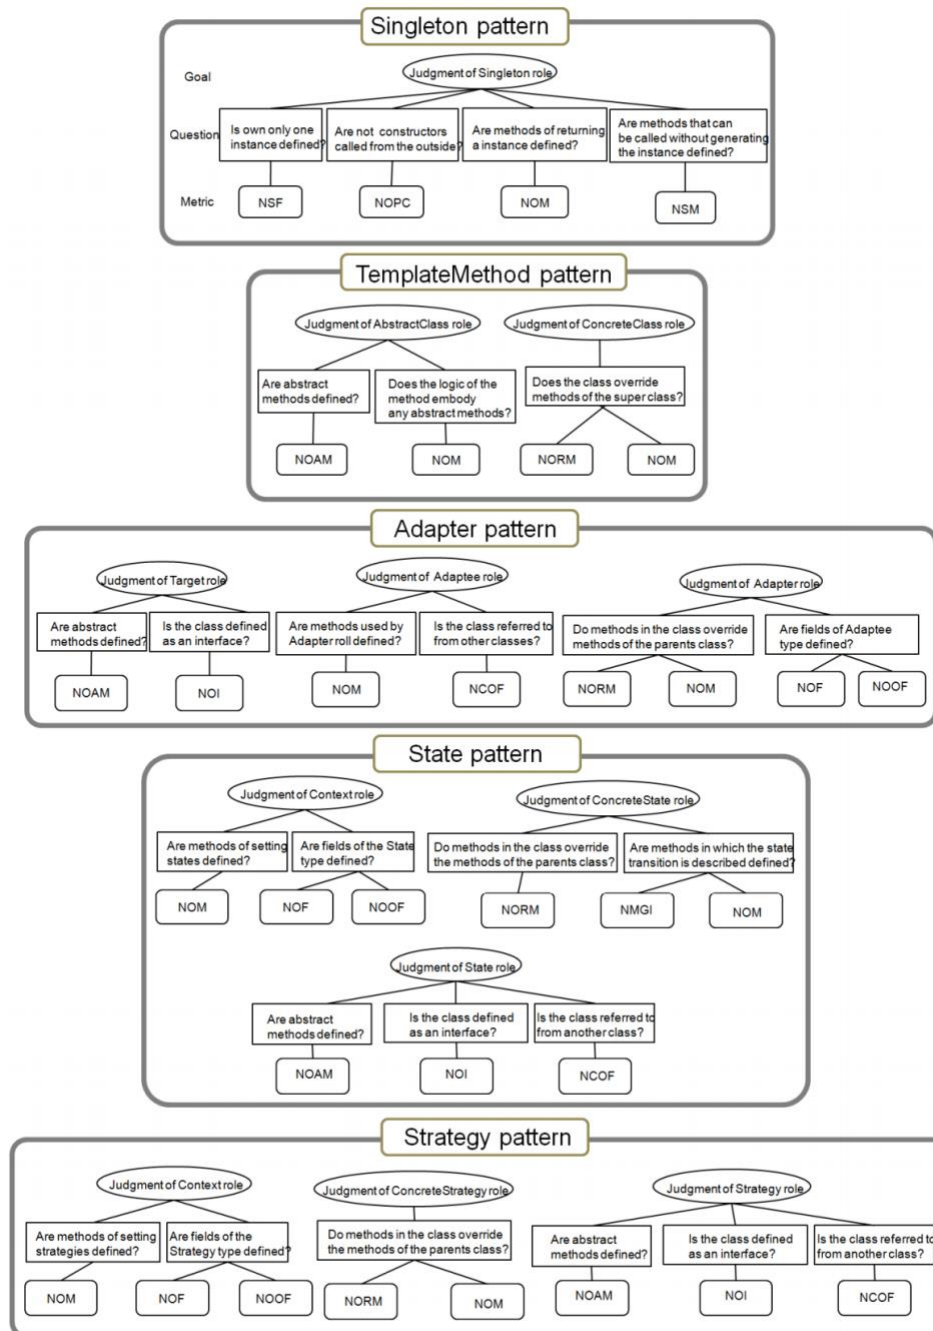 Singleton pattern
Goal
Judgment of Singleton role
Question
Is own only one
instance defined?
Are not constructors
called from the outside?
Are methods of returning
a instance defined?
Are methods that can
be called without generating
the instance defined?
Metric
NSF
NOPC
NOM
NSM
TemplateMethod pattern
Judgment of AbstractClass role
Judgment of ConcreteClass role
Are abstract
methods defined?
Does the logic of the
method embody
any abstract methods?
Does the class override
methods of the super class?
NOAM
NOM
NORM
NOM
Adapter pattern
Judgment of Target role
Judgment of Adaptee role
Judgment of Adapter role
Are abstract
methods defined?
Is the class defined
as an interface?
Are methods used by
Adapter roll defined?
Is the class referred to
from other classes?
Do methods in the class override
methods of the parents class?
Are fields of Adaptee
type defined?
NOAM
NOI
NOM
NCOF
NORM
NOM
NOF
NOOF
State pattern
Judgment of Context role
Judgment of ConcreteState role
Are methods of setting
states defined?
Are fields of the State
type defined?
Do methods in the class override
the methods of the parents class?
Are methods in which the state
transition is described defined?
NOM
NOF
NOOF
NORM
NMGI
NOM
Judgment of State role
Are abstract
methods defined?
Is the class defined
as an interface?
Is the class referred to
from another class?
NOAM
NOI
NCOF
Strategy pattern
Judgment of Context role
Judgment of ConcreteStrategy role
Judgment of Strategy role
Are methods of setting
strategies defined?
Are fields of the
Strategy type defined?
Do methods in the class override
the methods of the parents class?
Are abstract
methods defined?
Is the class defined
as an interface?
Is the class referred to
from another class?
NOM
NOF
NOOF
NORM
NOM
NOAM
NOI
NCOF